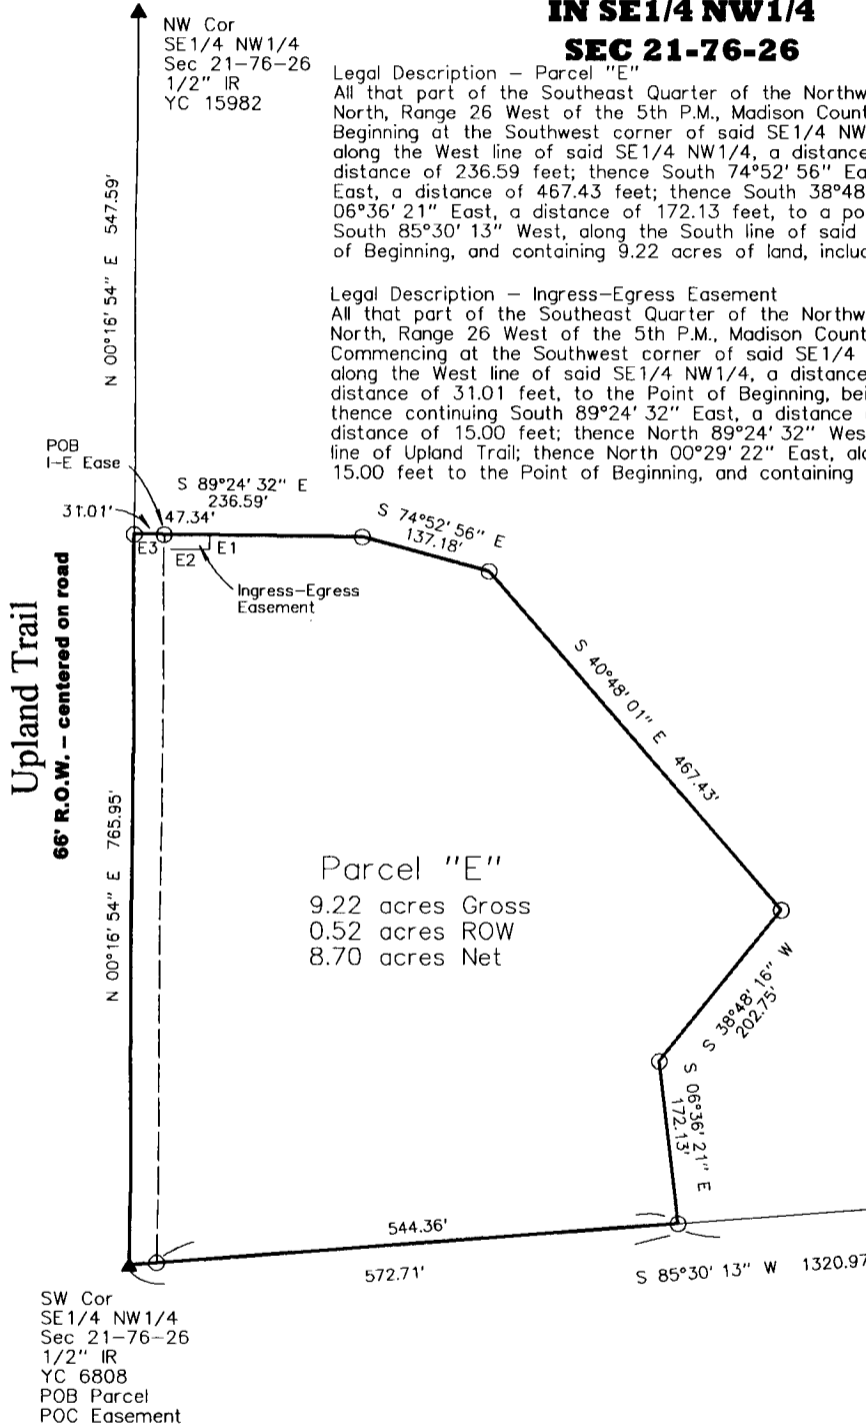 IN SE1/4 NW1/4
SEC 21-76-26
NW Cor
SE1/4 NW1/4
Sec 21-76-26
1/2" IR
YC 15982
Legal Description - Parcel "E"
All that part of the Southeast Quarter of the Northw
North, Range 26 West of the 5th P.M., Madison Count
Beginning at the Southwest corner of said SE1/4 NW
along the West line of said SE1/4 NW1/4, a distance
distance of 236.59 feet; thence South 74°52' 56" Ea
East, a distance of 467.43 feet; thence South 38°48
06°36' 21" East, a distance of 172.13 feet, to a po
South 85°30' 13" West, along the South line of said
of Beginning, and containing 9.22 acres of land, includ
Legal Description - Ingress-Egress Easement
All that part of the Southeast Quarter of the Northw
North, Range 26 West of the 5th P.M., Madison Count
Commencing at the Southwest corner of said SE1/4
along the West line of said SE1/4 NW1/4, a distance
distance of 31.01 feet, to the Point of Beginning, bei
thence continuing South 89°24' 32" East, a distance
distance of 15.00 feet; thence North 89°24' 32" Wes
line of Upland Trail; thence North 00°29' 22" East, alo
15.00 feet to the Point of Beginning, and containing
N 00°16' 54" E 547.59'
POB
I-E Ease
S 89°24' 32" E
236.59'
31.01'
47.34'
S 74°52' 56" E
137.18'
E3
E1
E2
Ingress-Egress
Easement
Upland Trail
66' R.O.W. - centered on road
S 40°48' 01" E 467.43'
N 00°16' 54" E 765.95'
Parcel "E"
9.22 acres Gross
0.52 acres ROW
8.70 acres Net
S 38°48' 16" W
202.75'
S 06°36' 21" E
172.13'
544.36'
572.71'
S 85°30' 13" W 1320.97
SW Cor
SE1/4 NW1/4
Sec 21-76-26
1/2" IR
YC 6808
POB Parcel
POC Easement